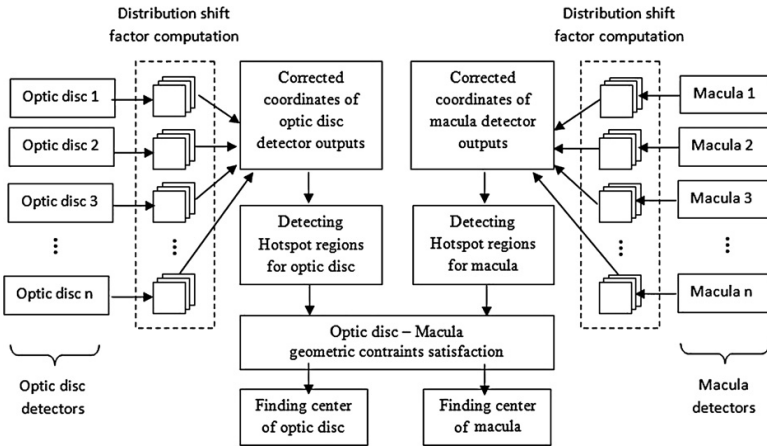 Distribution shift
factor computation
Distribution shift
factor computation
Optic disc 1
Optic disc 2
Optic disc 3
⋮
Optic disc n
⋮
Corrected
coordinates of
optic disc
detector outputs
Corrected
coordinates of
macula detector
outputs
Macula 1
Macula 2
Macula 3
⋮
Macula n
⋮
Detecting
Hotspot regions
for optic disc
Detecting
Hotspot regions
for macula
Optic disc – Macula
geometric contraints satisfaction
Optic disc
detectors
Finding center
of optic disc
Finding center
of macula
Macula
detectors